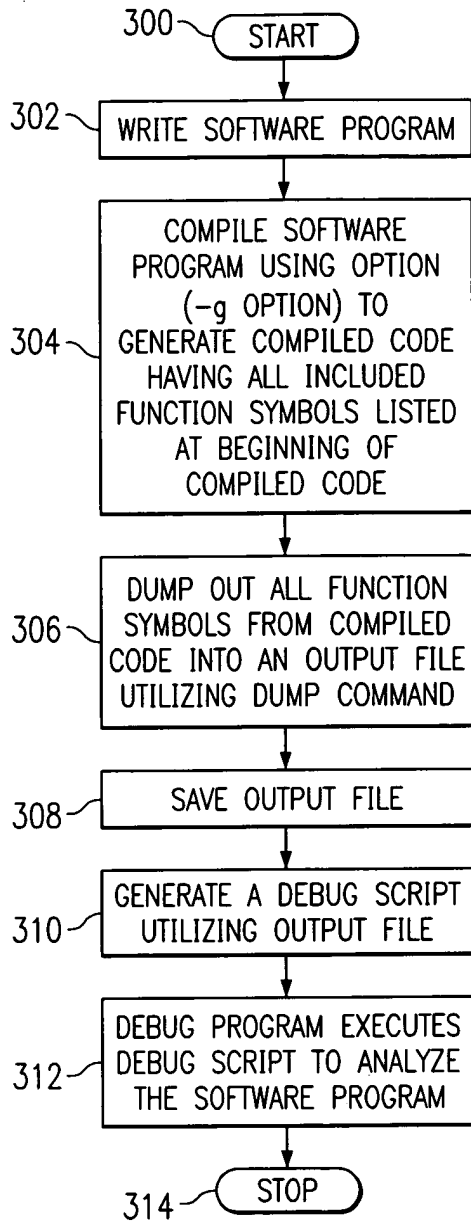 300
START
302
WRITE SOFTWARE PROGRAM
304
COMPILE SOFTWARE
PROGRAM USING OPTION
(-g OPTION) TO
GENERATE COMPILED CODE
HAVING ALL INCLUDED
FUNCTION SYMBOLS LISTED
AT BEGINNING OF
COMPILED CODE
306
DUMP OUT ALL FUNCTION
SYMBOLS FROM COMPILED
CODE INTO AN OUTPUT FILE
UTILIZING DUMP COMMAND
308
SAVE OUTPUT FILE
310
GENERATE A DEBUG SCRIPT
UTILIZING OUTPUT FILE
312
DEBUG PROGRAM EXECUTES
DEBUG SCRIPT TO ANALYZE
THE SOFTWARE PROGRAM
314
STOP